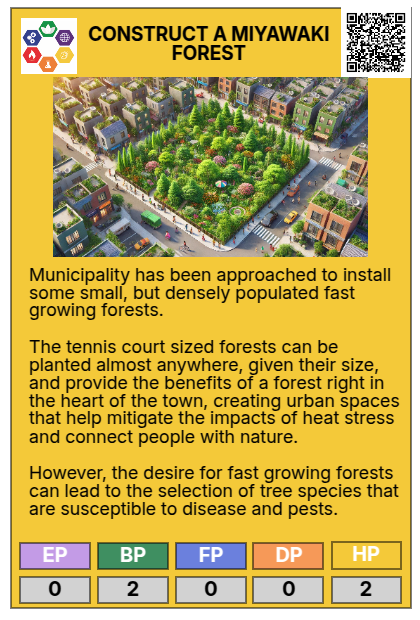 CONSTRUCT A MIYAWAKI
FOREST
Municipality has been approached to install
some small, but densely populated fast
growing forests.
The tennis court sized forests can be
planted almost anywhere, given their size,
and provide the benefits of a forest right in
the heart of the town, creating urban spaces
that help mitigate the impacts of heat stress
and connect people with nature.
However, the desire for fast growing forests
can lead to the selection of tree species that
are susceptible to disease and pests.
EP BP FP DP HP
0 2 0 0 2